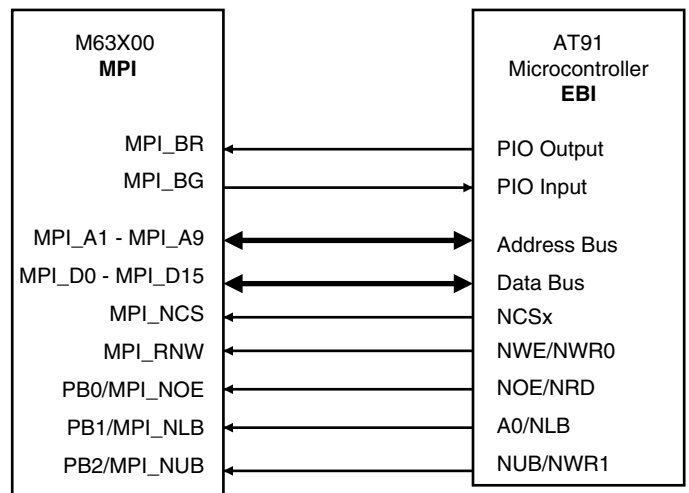 M63X00
MPI
MPI_BR
MPI_BG
MPI_A1 - MPI_A9
MPI_D0 - MPI_D15
MPI_NCS
MPI_RNW
PB0/MPI_NOE
PB1/MPI_NLB
PB2/MPI_NUB
AT91
Microcontroller
EBI
PIO Output
PIO Input
Address Bus
Data Bus
NCSx
NWE/NWR0
NOE/NRD
A0/NLB
NUB/NWR1